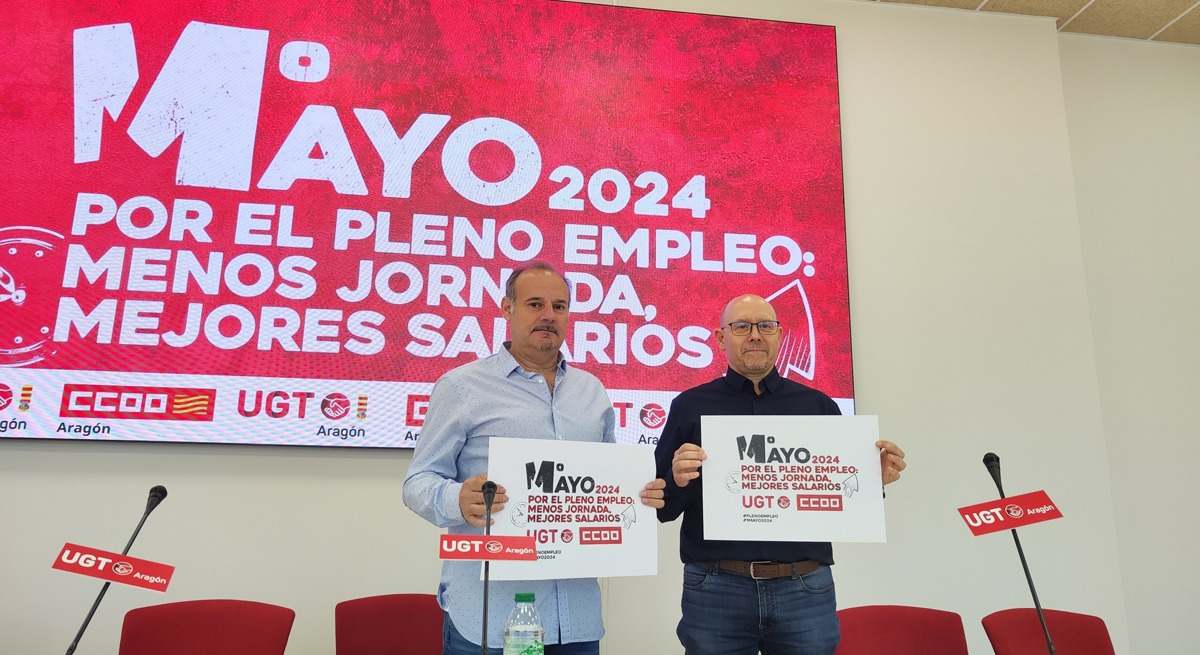 1º MAYO 2024
POR EL PLENO EMPLEO:
MENOS JORNADA,
MEJORES SALARIOS
CCOO
Aragón
UGT
Aragón
1º MAYO 2024
POR EL PLENO EMPLEO:
MENOS JORNADA,
MEJORES SALARIOS
UGT CCOO
1º MAYO 2024
POR EL PLENO EMPLEO:
MENOS JORNADA,
MEJORES SALARIOS
UGT CCOO
#PLENOEMPLEO
#1MAYO2024
UGT Aragón
UGT Aragón
UGT Aragón